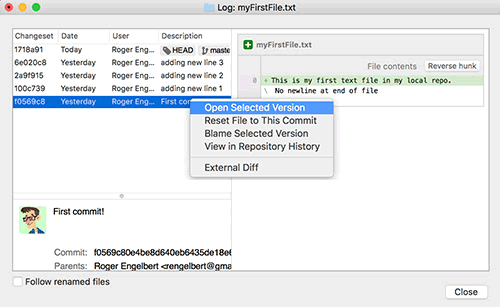 Log: myFirstFile.txt
Changeset Date User Description
1718a91 Today Roger Eng... HEAD maste
6e020c8 Yesterday Roger Eng... adding new line 3
2a9f915 Yesterday Roger Eng... adding new line 2
100c739 Yesterday Roger Eng... adding new line 1
f0569c8 Yesterday Roger Eng... First com
myFirstFile.txt
File contents Reverse hunk
0 + This is my first text file in my local repo.
\ No newline at end of file
Open Selected Version
Reset File to This Commit
Blame Selected Version
View in Repository History
External Diff
First commit!
Commit: f0569c80e4be8d640eb6435de18e6
Parents: Roger Engelbert <rengelbert@gma
Follow renamed files
Close